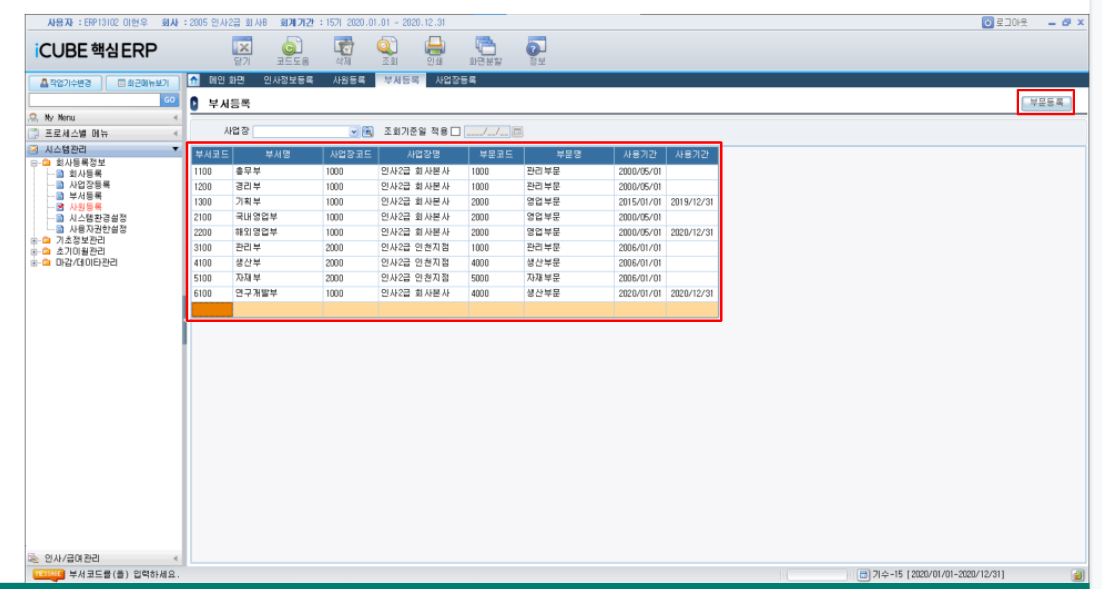 사용자 : ERP13102 이현우 회사 : 2005 인사2급 회사B 회계기간 : 15기 2020.01.01 ~ 2020.12.31 로그아웃
iCUBE 핵심ERP
닫기 코드도움 삭제 조회 인쇄 화면분할 정보
작업기수변경 최근메뉴보기
메인 화면 인사정보등록 사원등록 부서등록 사업장등록
GO
부서등록 부문등록
My Menu
프로세스별 메뉴
시스템관리
회사등록정보
회사등록
사업장등록
부서등록
사원등록
시스템환경설정
사용자권한설정
기초정보관리
초기이월관리
마감/데이타관리
사업장 조회기준일 적용 ____/__/__
부서코드 부서명 사업장코드 사업장명 부문코드 부문명 사용기간 사용기간
1100 총무부 1000 인사2급 회사본사 1000 관리부문 2000/05/01
1200 경리부 1000 인사2급 회사본사 1000 관리부문 2000/05/01
1300 기획부 1000 인사2급 회사본사 2000 영업부문 2015/01/01 2019/12/31
2100 국내영업부 1000 인사2급 회사본사 2000 영업부문 2000/05/01
2200 해외영업부 1000 인사2급 회사본사 2000 영업부문 2000/05/01 2020/12/31
3100 관리부 2000 인사2급 인천지점 1000 관리부문 2006/01/01
4100 생산부 2000 인사2급 인천지점 4000 생산부문 2006/01/01
5100 자재부 2000 인사2급 인천지점 5000 자재부문 2006/01/01
6100 연구개발부 1000 인사2급 회사본사 4000 생산부문 2020/01/01 2020/12/31
인사/급여관리
MESSAGE 부서코드를(을) 입력하세요. 기수-15 [2020/01/01-2020/12/31]